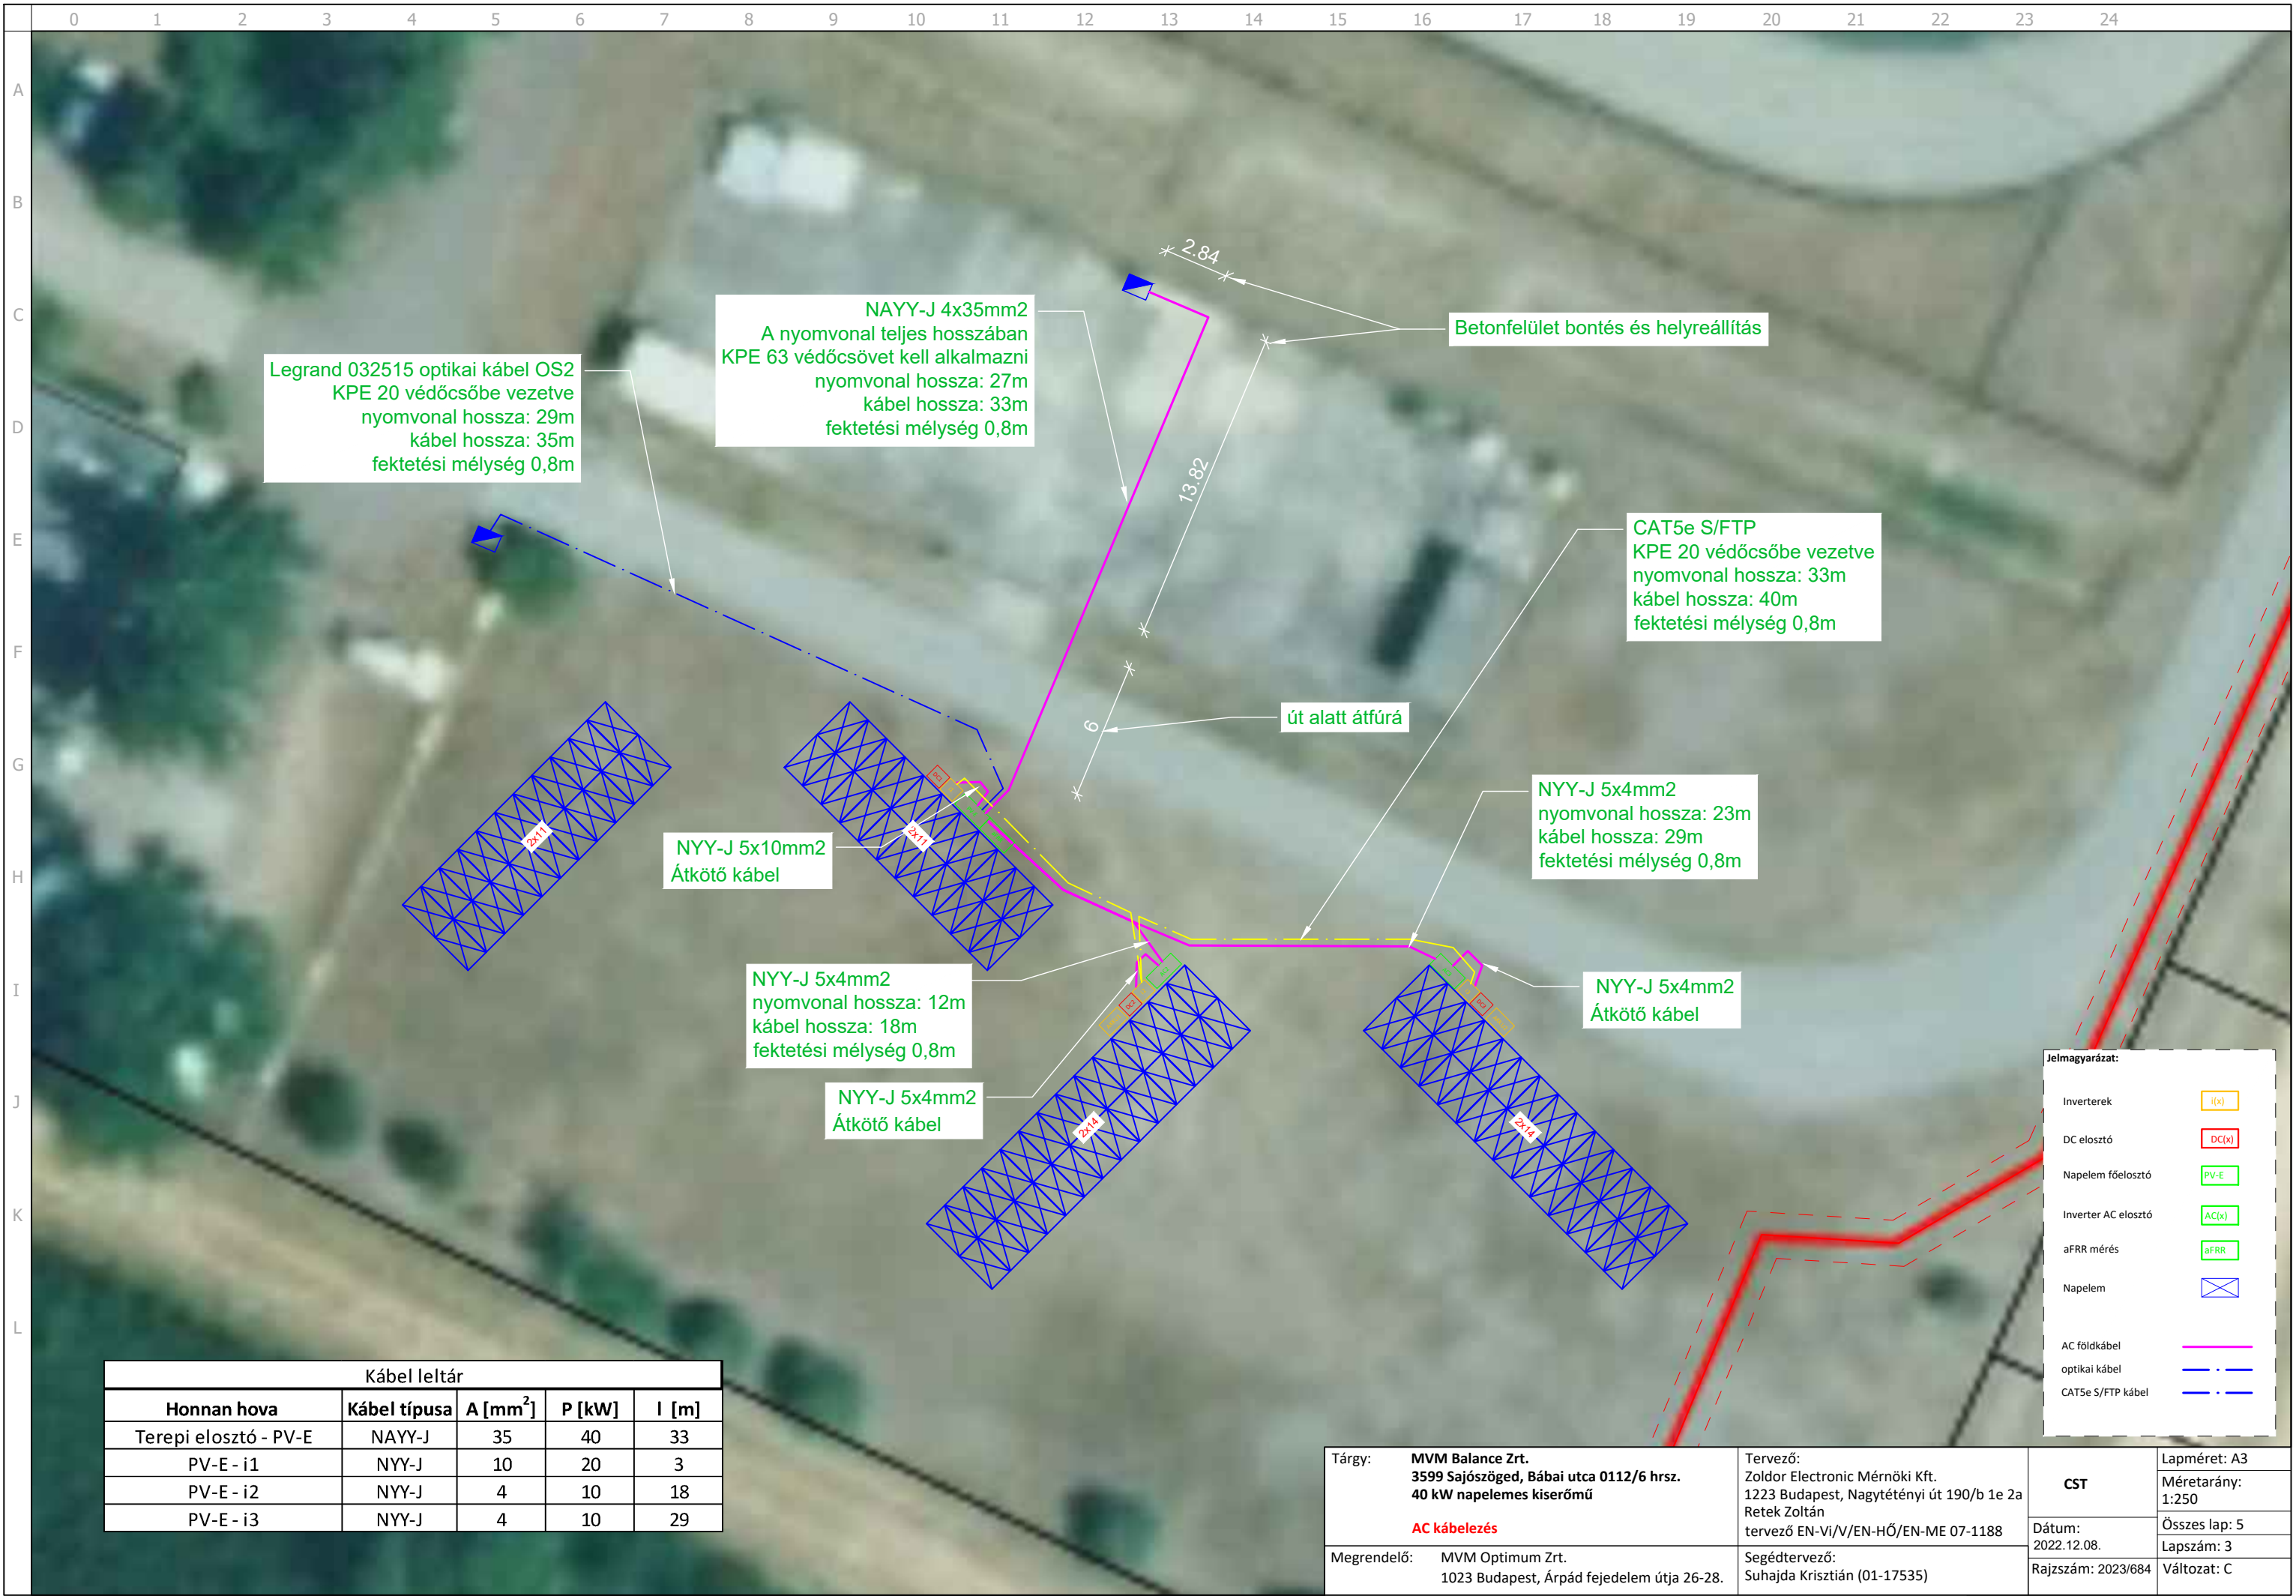 0 1 2 3 4 5 6 7 8 9 10 11 12 13 14 15 16 17 18 19 20 21 22 23 24
A
B
C
D
E
F
G
H
I
J
K
L
2.84
NAYY-J 4x35mm2
A nyomvonal teljes hosszában
KPE 63 védőcsövet kell alkalmazni
nyomvonal hossza: 27m
kábel hossza: 33m
fektetési mélység 0,8m
Betonfelület bontés és helyreállítás
Legrand 032515 optikai kábel OS2
KPE 20 védőcsőbe vezetve
nyomvonal hossza: 29m
kábel hossza: 35m
fektetési mélység 0,8m
13.82
CAT5e S/FTP
KPE 20 védőcsőbe vezetve
nyomvonal hossza: 33m
kábel hossza: 40m
fektetési mélység 0,8m
6
út alatt átfúrá
NYY-J 5x4mm2
nyomvonal hossza: 23m
kábel hossza: 29m
fektetési mélység 0,8m
2x11
2x11
NYY-J 5x10mm2
Átkötő kábel
NYY-J 5x4mm2
nyomvonal hossza: 12m
kábel hossza: 18m
fektetési mélység 0,8m
NYY-J 5x4mm2
Átkötő kábel
NYY-J 5x4mm2
Átkötő kábel
2x14
2x14
Jelmagyarázat:
Inverterek i(x)
DC elosztó DC(x)
Napelem főelosztó PV-E
Inverter AC elosztó AC(x)
aFRR mérés aFRR
Napelem
AC földkábel
optikai kábel
CAT5e S/FTP kábel
Kábel leltár
Honnan hova Kábel típusa A [mm²] P [kW] l [m]
Terepi elosztó - PV-E NAYY-J 35 40 33
PV-E - i1 NYY-J 10 20 3
PV-E - i2 NYY-J 4 10 18
PV-E - i3 NYY-J 4 10 29
Tárgy: MVM Balance Zrt.
3599 Sajószöged, Bábai utca 0112/6 hrsz.
40 kW napelemes kiserőmű
AC kábelezés
Megrendelő: MVM Optimum Zrt.
1023 Budapest, Árpád fejedelem útja 26-28.
Tervező:
Zoldor Electronic Mérnöki Kft.
1223 Budapest, Nagytétényi út 190/b 1e 2a
Retek Zoltán
tervező EN-Vi/V/EN-HŐ/EN-ME 07-1188
Segédtervező:
Suhajda Krisztián (01-17535)
CST
Dátum:
2022.12.08.
Rajzszám: 2023/684
Lapméret: A3
Méretarány:
1:250
Összes lap: 5
Lapszám: 3
Változat: C